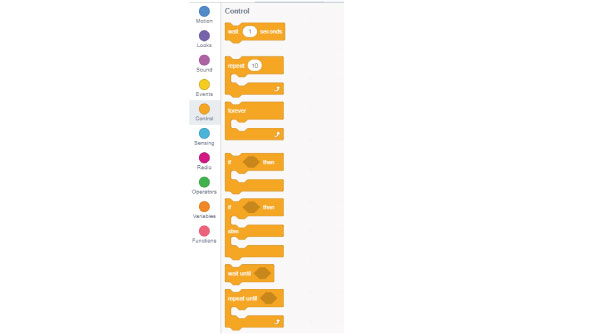 Control
Motion
Looks
Sound
Events
Control
Sensing
Radio
Operators
Variables
Functions
wait 1 seconds
repeat 10
forever
if then
if then
else
wait until
repeat until